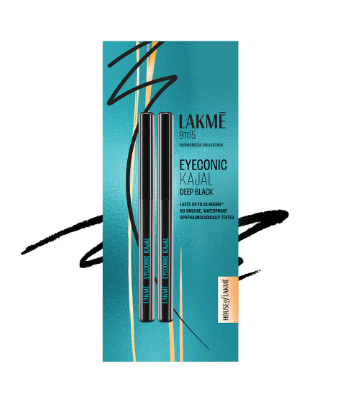 LAKMĒ
9to5
EYECONIC
KAJAL
DEEP BLACK
LASTS UP TO 36 HOURS*
NO SMUDGE, WATERPROOF
OPHTHALMOLOGICALLY TESTED
LAKMĒ EYECONIC KAJAL
LAKMĒ EYECONIC KAJAL
HOUSE of LAKMĒ